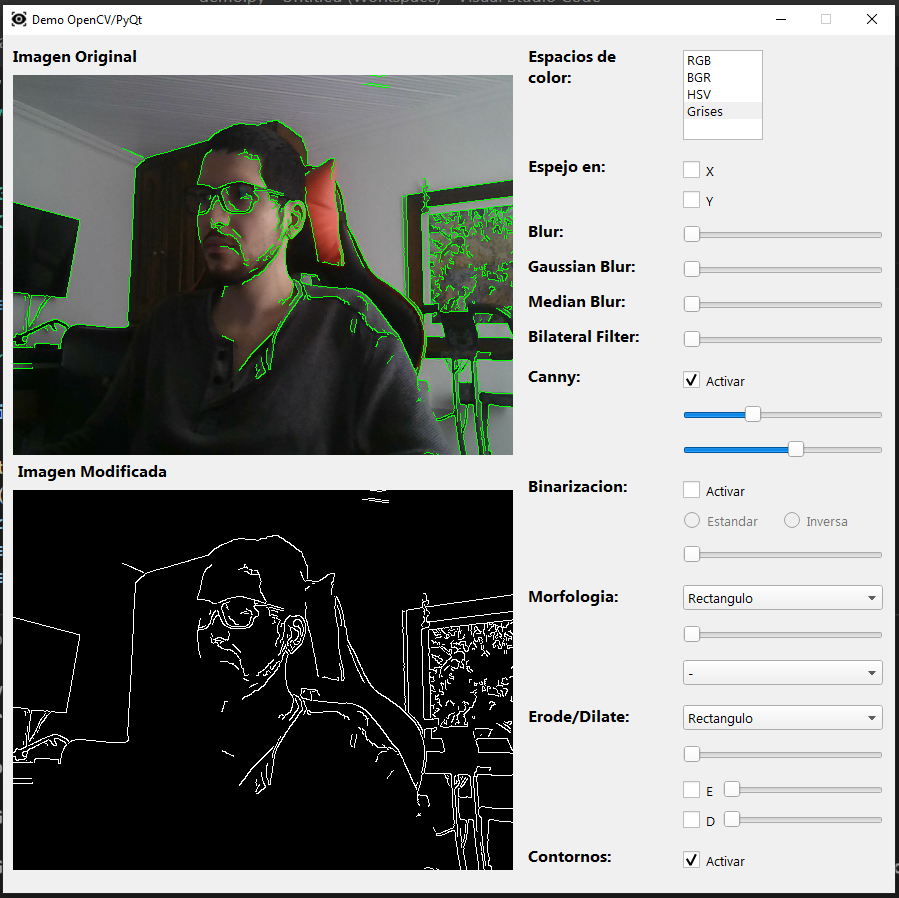 Demo OpenCV/PyQt
Imagen Original
Imagen Modificada
Espacios de
color:
RGB
BGR
HSV
Grises
Espejo en:
X
Y
Blur:
Gaussian Blur:
Median Blur:
Bilateral Filter:
Canny:
Activar
Binarizacion:
Activar
Estandar
Inversa
Morfologia:
Rectangulo
-
Erode/Dilate:
Rectangulo
E
D
Contornos:
Activar